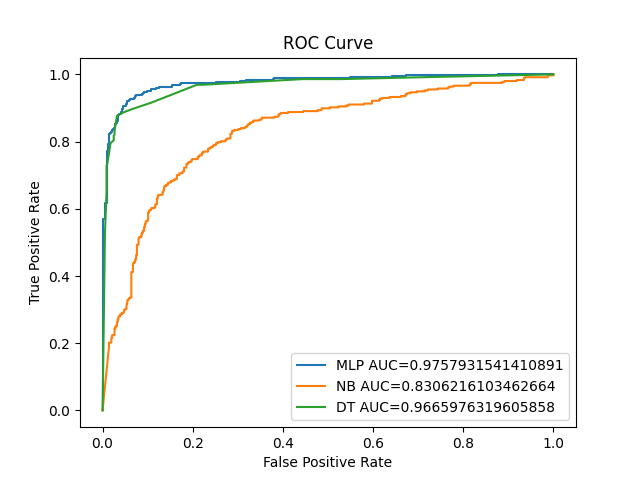 ROC Curve
True Positive Rate
1.0
0.8
0.6
0.4
0.2
0.0
MLP AUC=0.9757931541410891
NB AUC=0.8306216103462664
DT AUC=0.9665976319605858
0.0 0.2 0.4 0.6 0.8 1.0
False Positive Rate